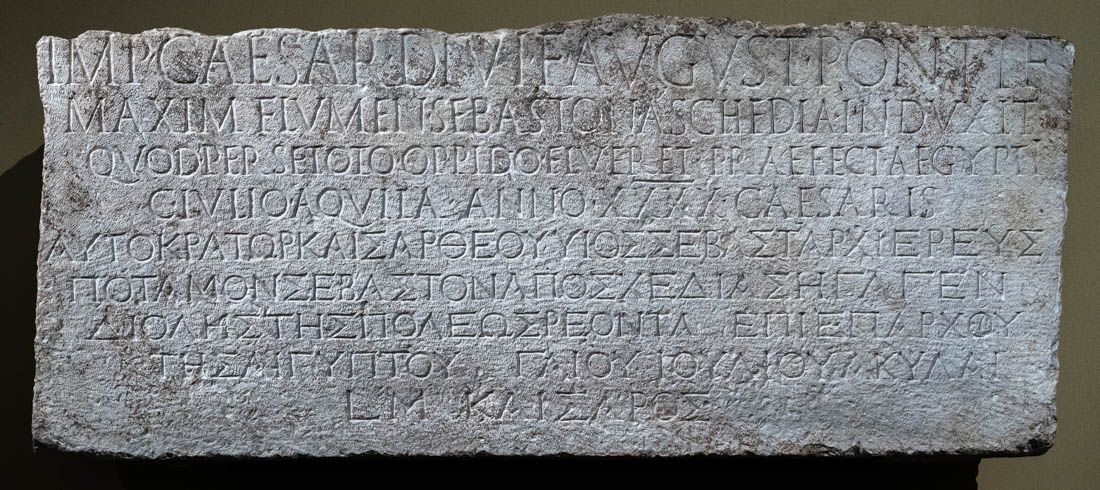 IMP·CAESAR·DIVI·F·AVGVST·PONTIF
MAXIM FLVMEN SEBASTON A SCHEDIA INDVXIT
QVOD PER SE TOTO OPPIDO FLVERET PRAEFECT AEGYPTI
C IVLIO AQVILA ANNO XXXX CAESARIS
ΑΥΤΟΚΡΑΤΩΡ ΚΑΙΣΑΡ ΘΕΟΥ ΥΙΟΣ ΣΕΒΑΣΤ ΑΡΧΙΕΡΕΥΣ
ΠΟΤΑΜΟΝ ΣΕΒΑΣΤΟΝ ΑΠΟ ΣΧΕΔΙΑΣ ΗΓΑΓΕΝ
ΔΙ ΟΛΗΣ ΤΗΣ ΠΟΛΕΩΣ ΡΕΟΝΤΑ ΕΠΙ ΕΠΑΡΧΟΥ
ΤΗΣ ΑΙΓΥΠΤΟΥ ΓΑΙΟΥ ΙΟΥΛΙΟΥ ΑΚΥΛΑ
L Μ ΚΑΙΣΑΡΟΣ